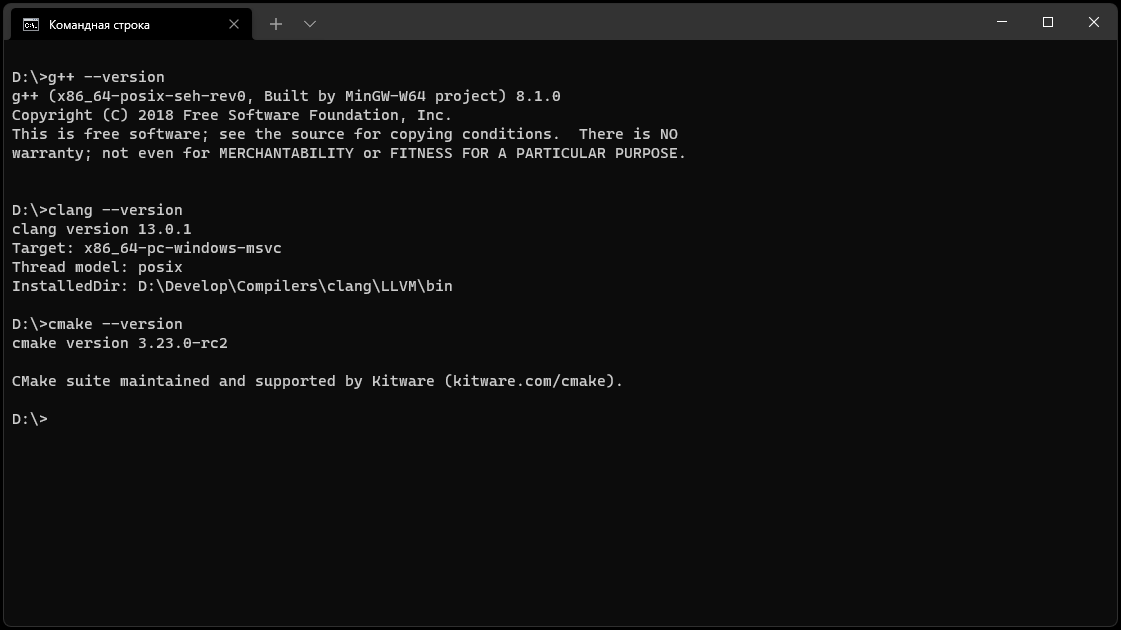 Командная строка
D:\>g++ --version
g++ (x86_64-posix-seh-rev0, Built by MinGW-W64 project) 8.1.0
Copyright (C) 2018 Free Software Foundation, Inc.
This is free software; see the source for copying conditions.  There is NO
warranty; not even for MERCHANTABILITY or FITNESS FOR A PARTICULAR PURPOSE.
D:\>clang --version
clang version 13.0.1
Target: x86_64-pc-windows-msvc
Thread model: posix
InstalledDir: D:\Develop\Compilers\clang\LLVM\bin
D:\>cmake --version
cmake version 3.23.0-rc2
CMake suite maintained and supported by Kitware (kitware.com/cmake).
D:\>